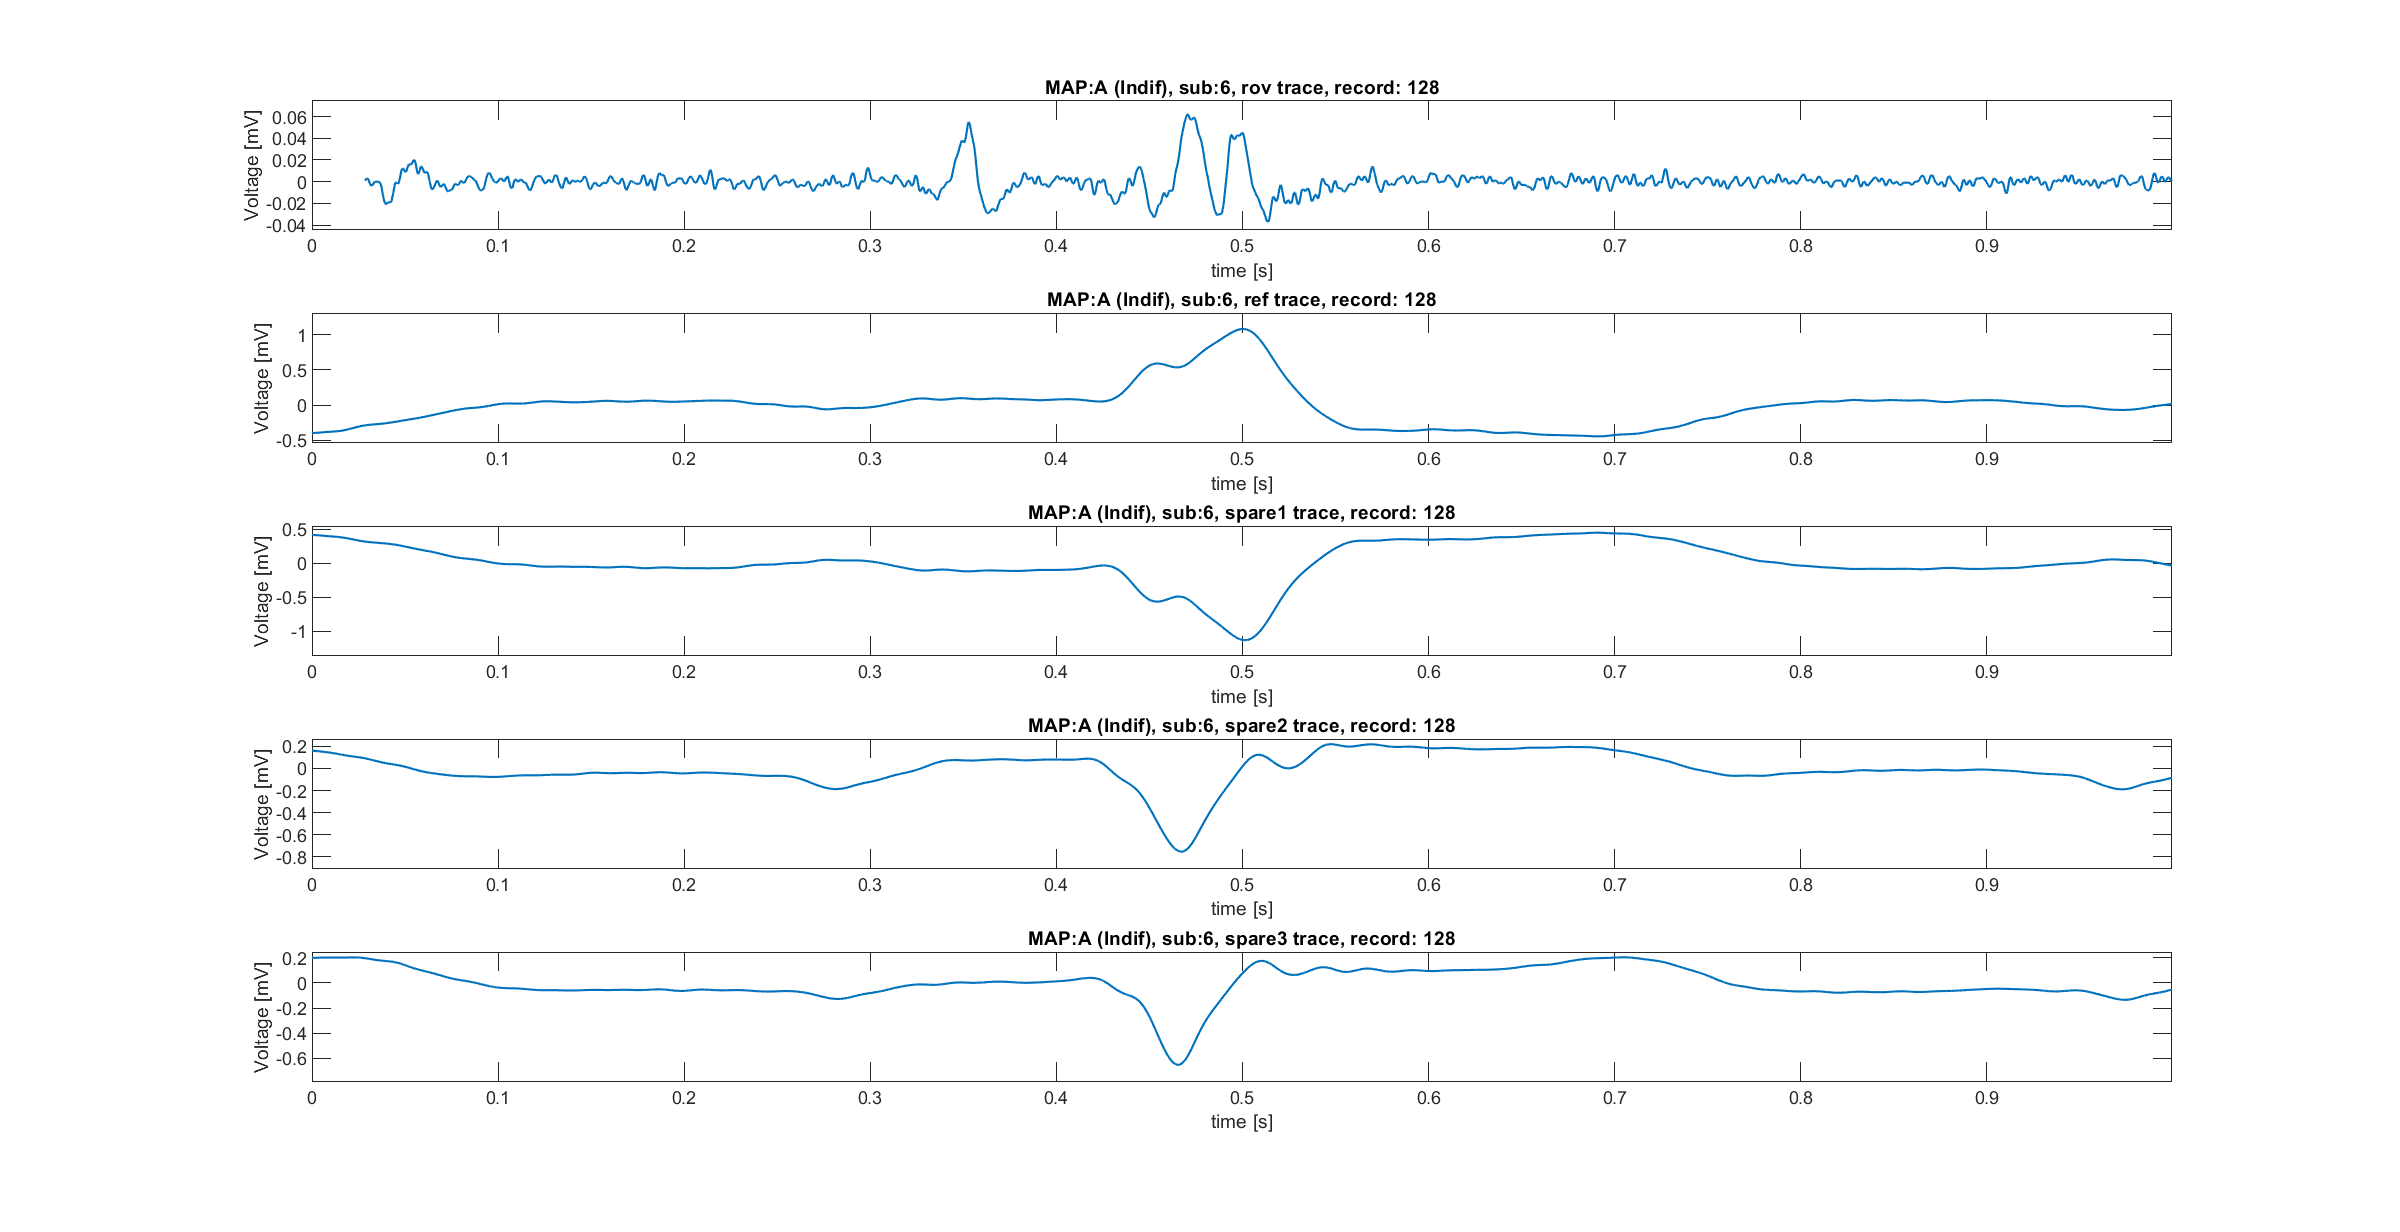 MAP:A (Indif), sub:6, rov trace, record: 128
Voltage [mV]
0.06
0.04
0.02
0
-0.02
-0.04
0 0.1 0.2 0.3 0.4 0.5 0.6 0.7 0.8 0.9
time [s]
MAP:A (Indif), sub:6, ref trace, record: 128
Voltage [mV]
1
0.5
0
-0.5
0 0.1 0.2 0.3 0.4 0.5 0.6 0.7 0.8 0.9
time [s]
MAP:A (Indif), sub:6, spare1 trace, record: 128
Voltage [mV]
0.5
0
-0.5
-1
0 0.1 0.2 0.3 0.4 0.5 0.6 0.7 0.8 0.9
time [s]
MAP:A (Indif), sub:6, spare2 trace, record: 128
Voltage [mV]
0.2
0
-0.2
-0.4
-0.6
-0.8
0 0.1 0.2 0.3 0.4 0.5 0.6 0.7 0.8 0.9
time [s]
MAP:A (Indif), sub:6, spare3 trace, record: 128
Voltage [mV]
0.2
0
-0.2
-0.4
-0.6
0 0.1 0.2 0.3 0.4 0.5 0.6 0.7 0.8 0.9
time [s]